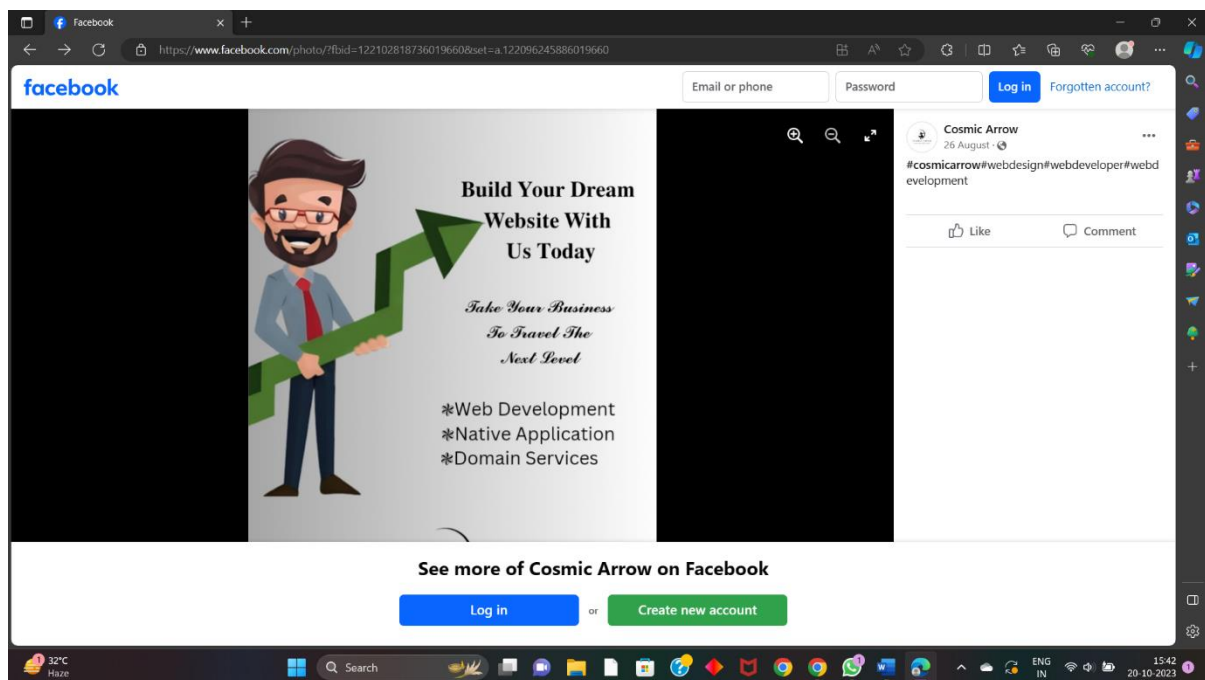 Facebook
https://www.facebook.com/photo/?fbid=122102818736019660&set=a.122096245886019660
facebook
Email or phone
Password
Log in
Forgotten account?
Build Your Dream
Website With
Us Today
Take Your Business
To Travel The
Next Level
*Web Development
*Native Application
*Domain Services
Cosmic Arrow
26 August ·
#cosmicarrow#webdesign#webdeveloper#webd
evelopment
Like
Comment
See more of Cosmic Arrow on Facebook
Log in
or
Create new account
1
32°C
Haze
Search
1
ENG
IN
15:42
20-10-2023
1